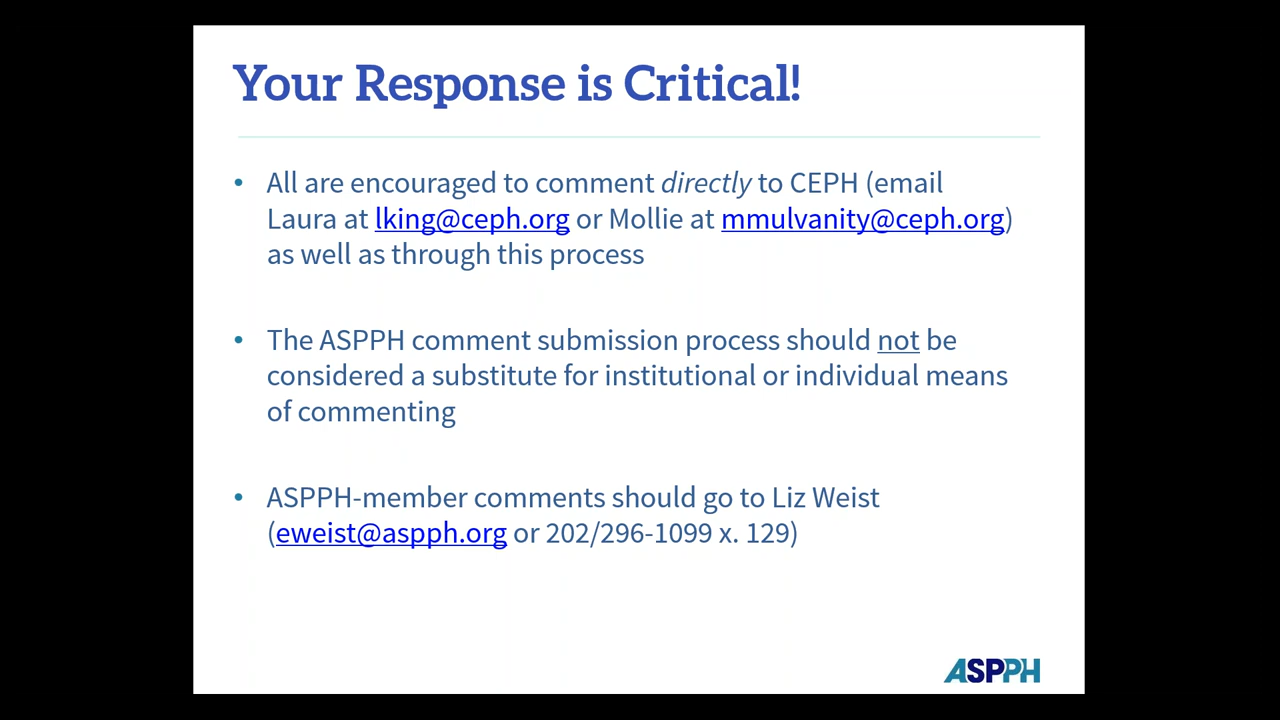 Your Response is Critical!
• All are encouraged to comment directly to CEPH (email
Laura at lking@ceph.org or Mollie at mmulvanity@ceph.org)
as well as through this process
• The ASPPH comment submission process should not be
considered a substitute for institutional or individual means
of commenting
• ASPPH-member comments should go to Liz Weist
(eweist@aspph.org or 202/296-1099 x. 129)
ASPPH